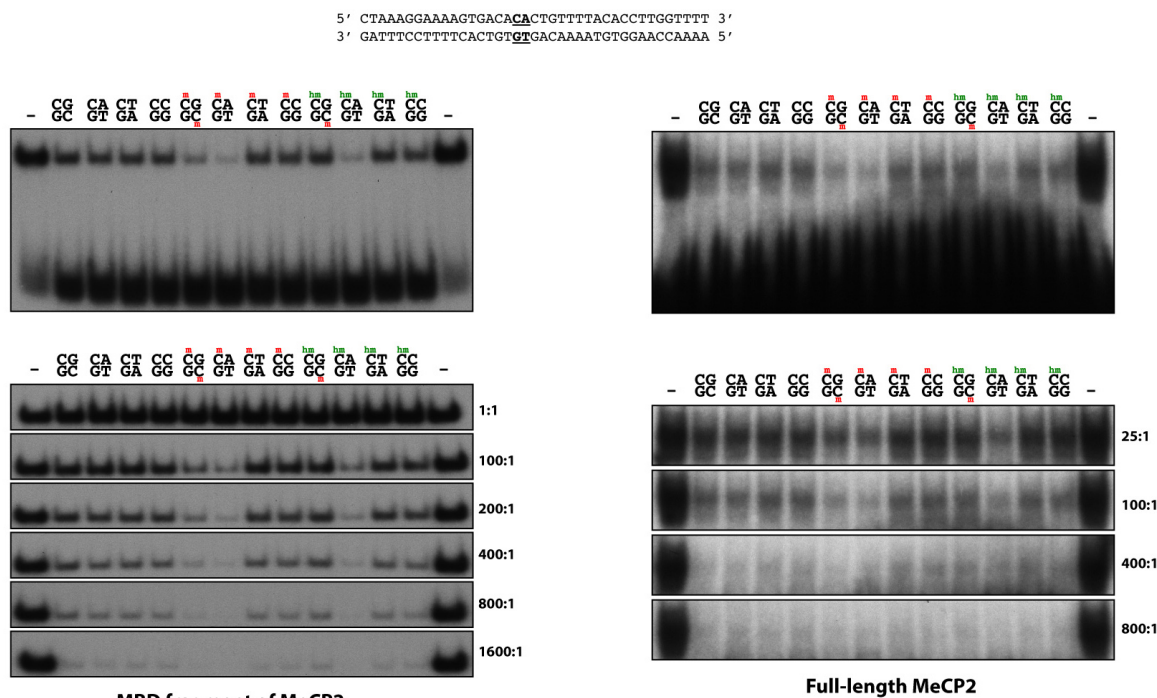 5′ CTAAAGGAAAAGTGACACACTGTTTTACACCTTGGTTTT 3′
3′ GATTTCCTTTTCACTGTGTGACAAAATGTGGAACCAAAA 5′
m m m m hm hm hm hm
CG CA CT CC CG CA CT CC CG CA CT CC
– GC GT GA GG GC GT GA GG GC GT GA GG –
m m
m m m m hm hm hm hm
CG CA CT CC CG CA CT CC CG CA CT CC
– GC GT GA GG GC GT GA GG GC GT GA GG –
m m
1:1
100:1
200:1
400:1
800:1
1600:1
MBD fragment of MeCP2
m m m m hm hm hm hm
CG CA CT CC CG CA CT CC CG CA CT CC
– GC GT GA GG GC GT GA GG GC GT GA GG –
m m
m m m m hm hm hm hm
CG CA CT CC CG CA CT CC CG CA CT CC
– GC GT GA GG GC GT GA GG GC GT GA GG –
m m
25:1
100:1
400:1
800:1
Full-length MeCP2